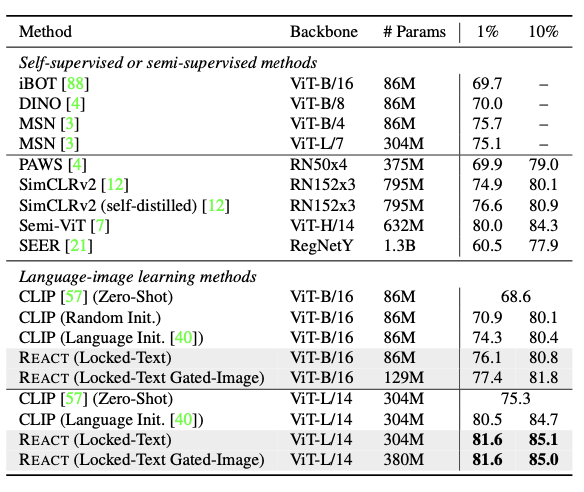 Method Backbone # Params 1% 10%
Self-supervised or semi-supervised methods
iBOT [88] ViT-B/16 86M 69.7 –
DINO [4] ViT-B/8 86M 70.0 –
MSN [3] ViT-B/4 86M 75.7 –
MSN [3] ViT-L/7 304M 75.1 –
PAWS [4] RN50x4 375M 69.9 79.0
SimCLRv2 [12] RN152x3 795M 74.9 80.1
SimCLRv2 (self-distilled) [12] RN152x3 795M 76.6 80.9
Semi-ViT [7] ViT-H/14 632M 80.0 84.3
SEER [21] RegNetY 1.3B 60.5 77.9
Language-image learning methods
CLIP [57] (Zero-Shot) ViT-B/16 86M 68.6
CLIP (Random Init.) ViT-B/16 86M 70.9 80.1
CLIP (Language Init. [40]) ViT-B/16 86M 74.3 80.4
REACT (Locked-Text) ViT-B/16 86M 76.1 80.8
REACT (Locked-Text Gated-Image) ViT-B/16 129M 77.4 81.8
CLIP [57] (Zero-Shot) ViT-L/14 304M 75.3
CLIP (Language Init. [40]) ViT-L/14 304M 80.5 84.7
REACT (Locked-Text) ViT-L/14 304M 81.6 85.1
REACT (Locked-Text Gated-Image) ViT-L/14 380M 81.6 85.0